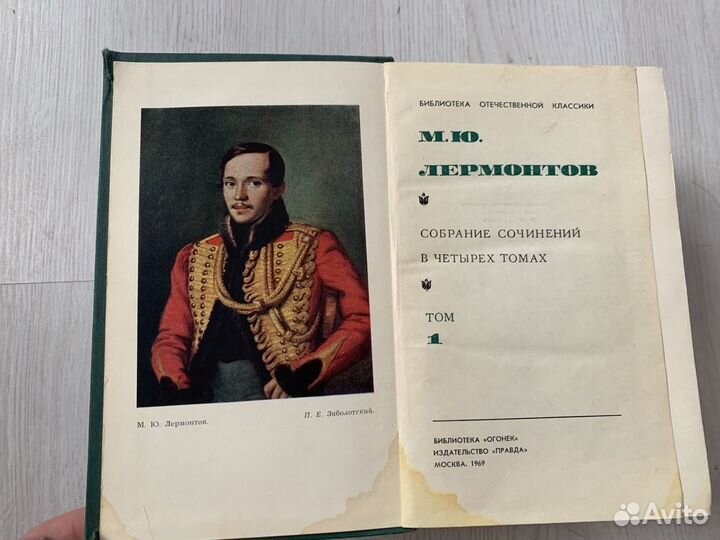 М. Ю. Лермонтов.
П. Е. Заболотский.
БИБЛИОТЕКА ОТЕЧЕСТВЕННОЙ КЛАССИКИ
М.Ю.
ЛЕРМОНТОВ
СОБРАНИЕ СОЧИНЕНИЙ
В ЧЕТЫРЕХ ТОМАХ
ТОМ
1
БИБЛИОТЕКА «ОГОНЕК»
ИЗДАТЕЛЬСТВО «ПРАВДА»
МОСКВА. 1969
Avito